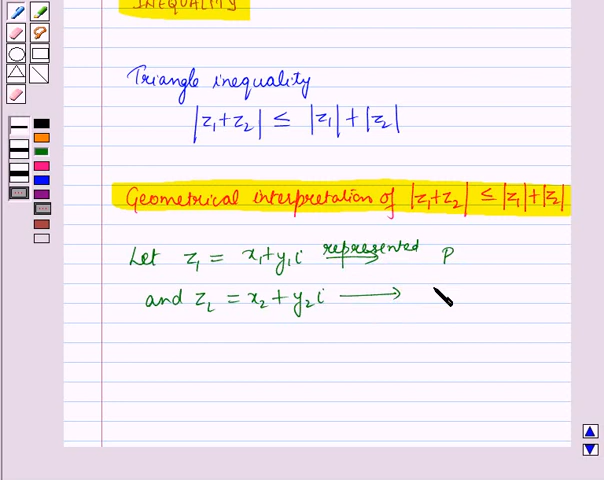 INEQUALITY
Triangle inequality
|z₁+z₂| ≤ |z₁|+|z₂|
Geometrical interpretation of |z₁+z₂| ≤ |z₁|+|z₂|
Let z₁ = x₁+y₁i represented → P
and z₂ = x₂+y₂i →